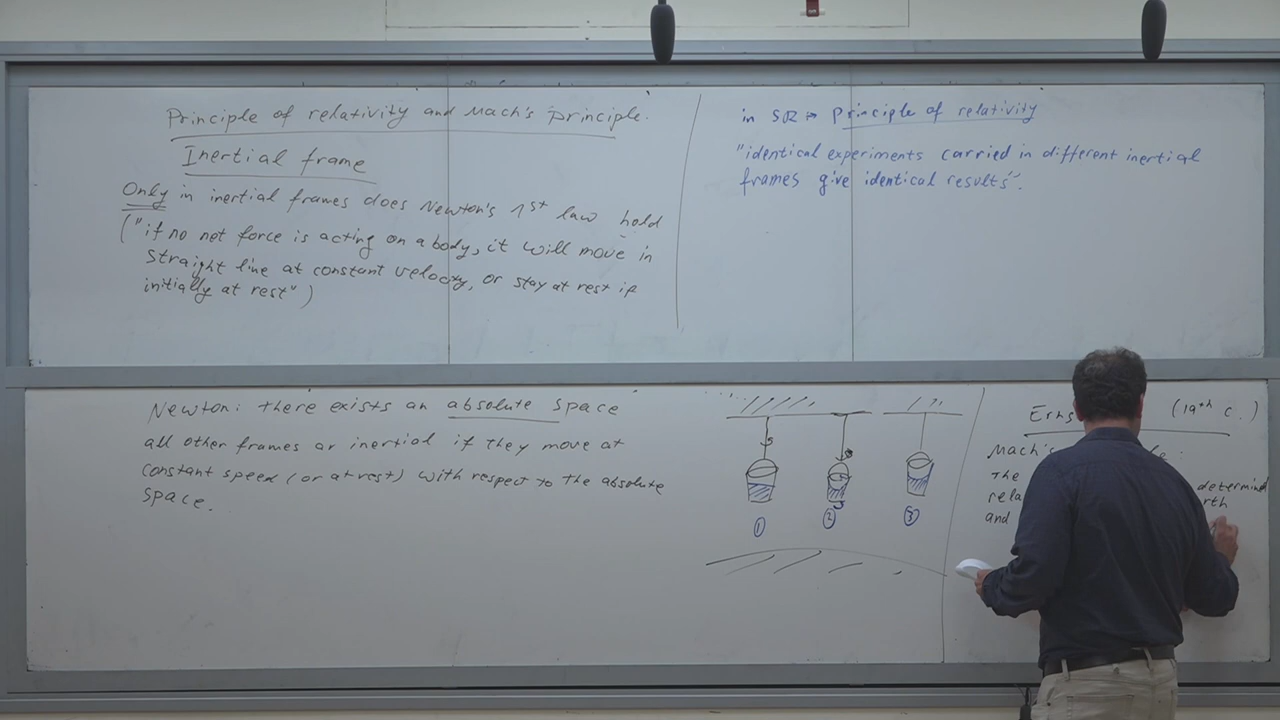 Principle of relativity and Mach's principle.
Inertial frame
Only in inertial frames does Newton's 1st law hold
("if no net force is acting on a body, it will move in
straight line at constant velocity, or stay at rest if
initially at rest")
in SR Principle of relativity
"identical experiments carried in different inertial
frames give identical results".
Newton: there exists an absolute space
all other frames ar inertial if they move at
constant speed (or at rest) with respect to the absolute
space.
1 2 3
(19th c.)
Mach's
The determined
and